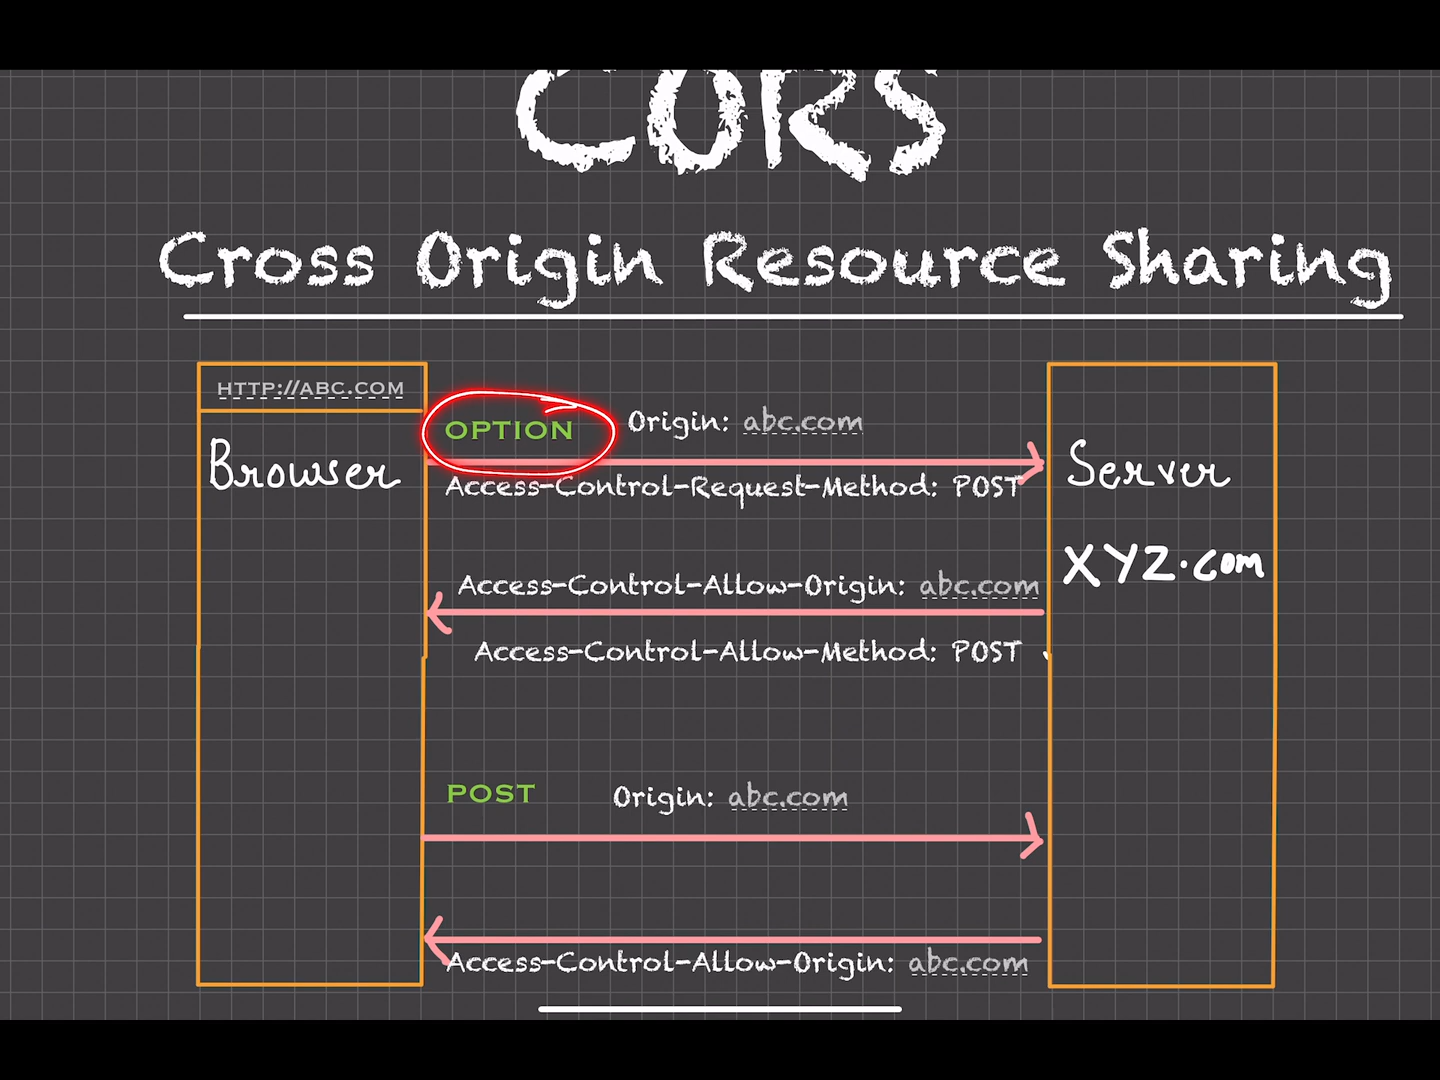 CORS
Cross Origin Resource Sharing
HTTP://ABC.COM
Browser
OPTION Origin: abc.com
Access-Control-Request-Method: POST
Server
XYZ.com
Access-Control-Allow-Origin: abc.com
Access-Control-Allow-Method: POST
POST Origin: abc.com
Access-Control-Allow-Origin: abc.com